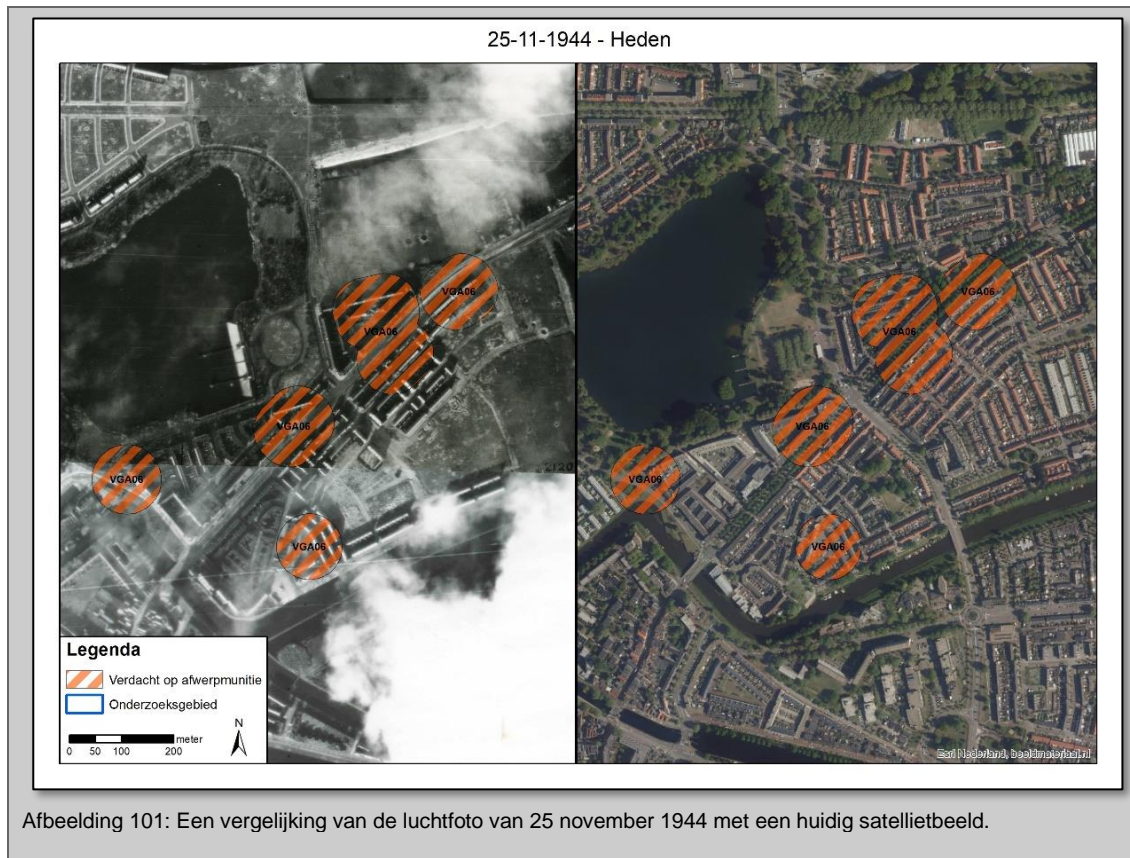 25-11-1944 - Heden
VGA06
VGA06
VGA06
VGA06
VGA06
VGA06
VGA06
VGA06
VGA06
VGA06
Legenda
Verdacht op afwerpmunitie
Onderzoeksgebied
N
meter
0 50 100 200
Esri Nederland, beeldmateriaal.nl
Afbeelding 101: Een vergelijking van de luchtfoto van 25 november 1944 met een huidig satellietbeeld.